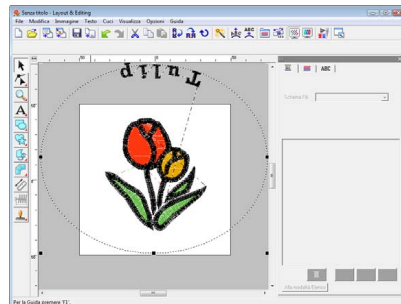 Senza titolo - Layout & Editing
File Modifica Immagine Testo Cuci Visualizza Opzioni Guida
Tulip
ABC
A
Per la Guida premere 'F1'.